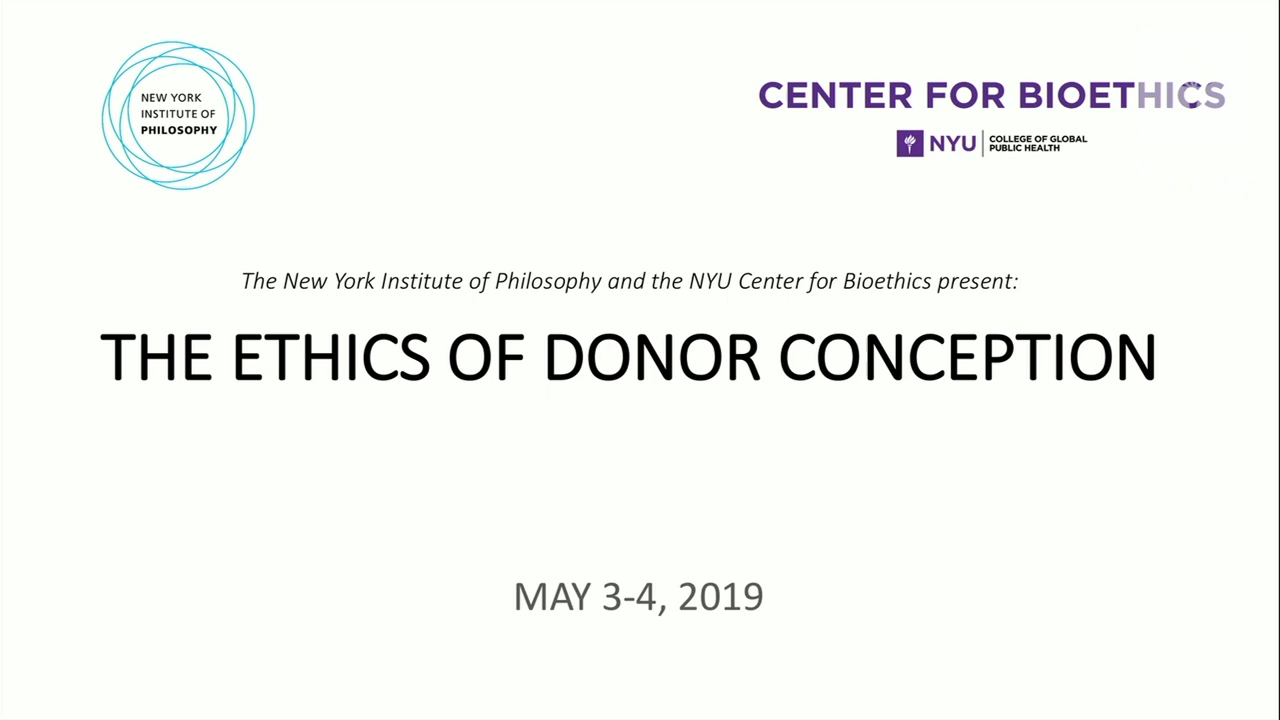 NEW YORK
INSTITUTE OF
PHILOSOPHY
CENTER FOR BIOETHICS
NYU
COLLEGE OF GLOBAL
PUBLIC HEALTH
The New York Institute of Philosophy and the NYU Center for Bioethics present:
THE ETHICS OF DONOR CONCEPTION
MAY 3-4, 2019